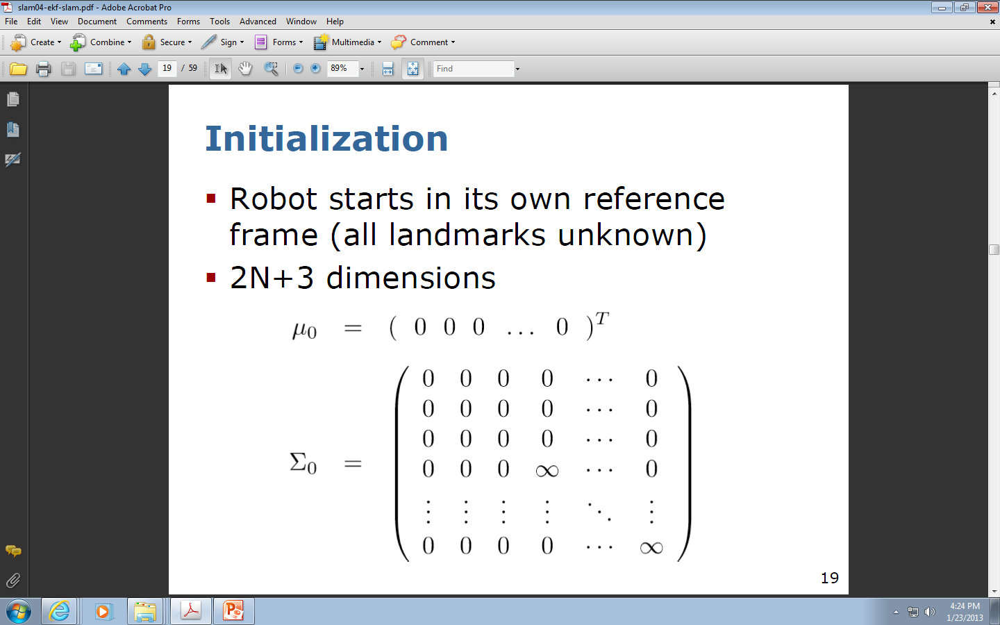 slam04-ekf-slam.pdf - Adobe Acrobat Pro
File Edit View Document Comments Forms Tools Advanced Window Help
Create Combine Secure Sign Forms Multimedia Comment
19 / 59 89% Find
Initialization
▪ Robot starts in its own reference
frame (all landmarks unknown)
▪ 2N+3 dimensions
μ₀ = ( 0 0 0 … 0 )ᵀ
0 0 0 0 ⋯ 0
0 0 0 0 ⋯ 0
0 0 0 0 ⋯ 0
Σ₀ = 0 0 0 ∞ ⋯ 0
⋮ ⋮ ⋮ ⋮ ⋱ ⋮
0 0 0 0 ⋯ ∞
19
4:24 PM
1/23/2013